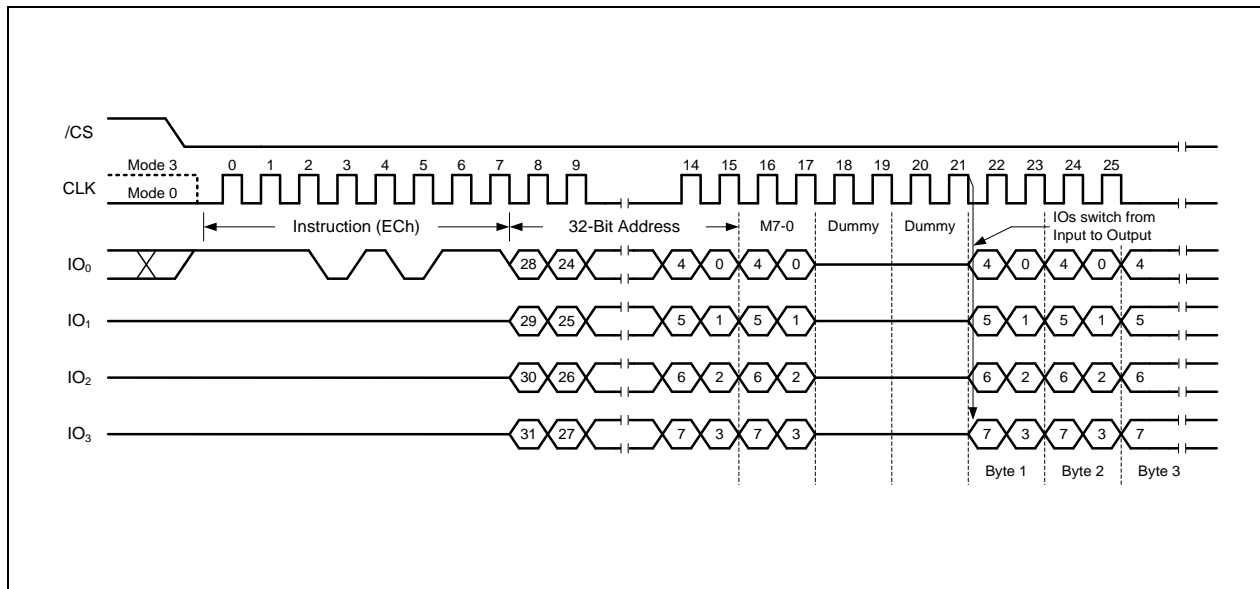 /CS
Mode 3 0 1 2 3 4 5 6 7 8 9 14 15 16 17 18 19 20 21 22 23 24 25
CLK Mode 0
Instruction (ECh) 32-Bit Address M7-0 Dummy Dummy IOs switch from
Input to Output
IO₀ 28 24 4 0 4 0 4 0 4 0 4
IO₁ 29 25 5 1 5 1 5 1 5 1 5
IO₂ 30 26 6 2 6 2 6 2 6 2 6
IO₃ 31 27 7 3 7 3 7 3 7 3 7
Byte 1 Byte 2 Byte 3